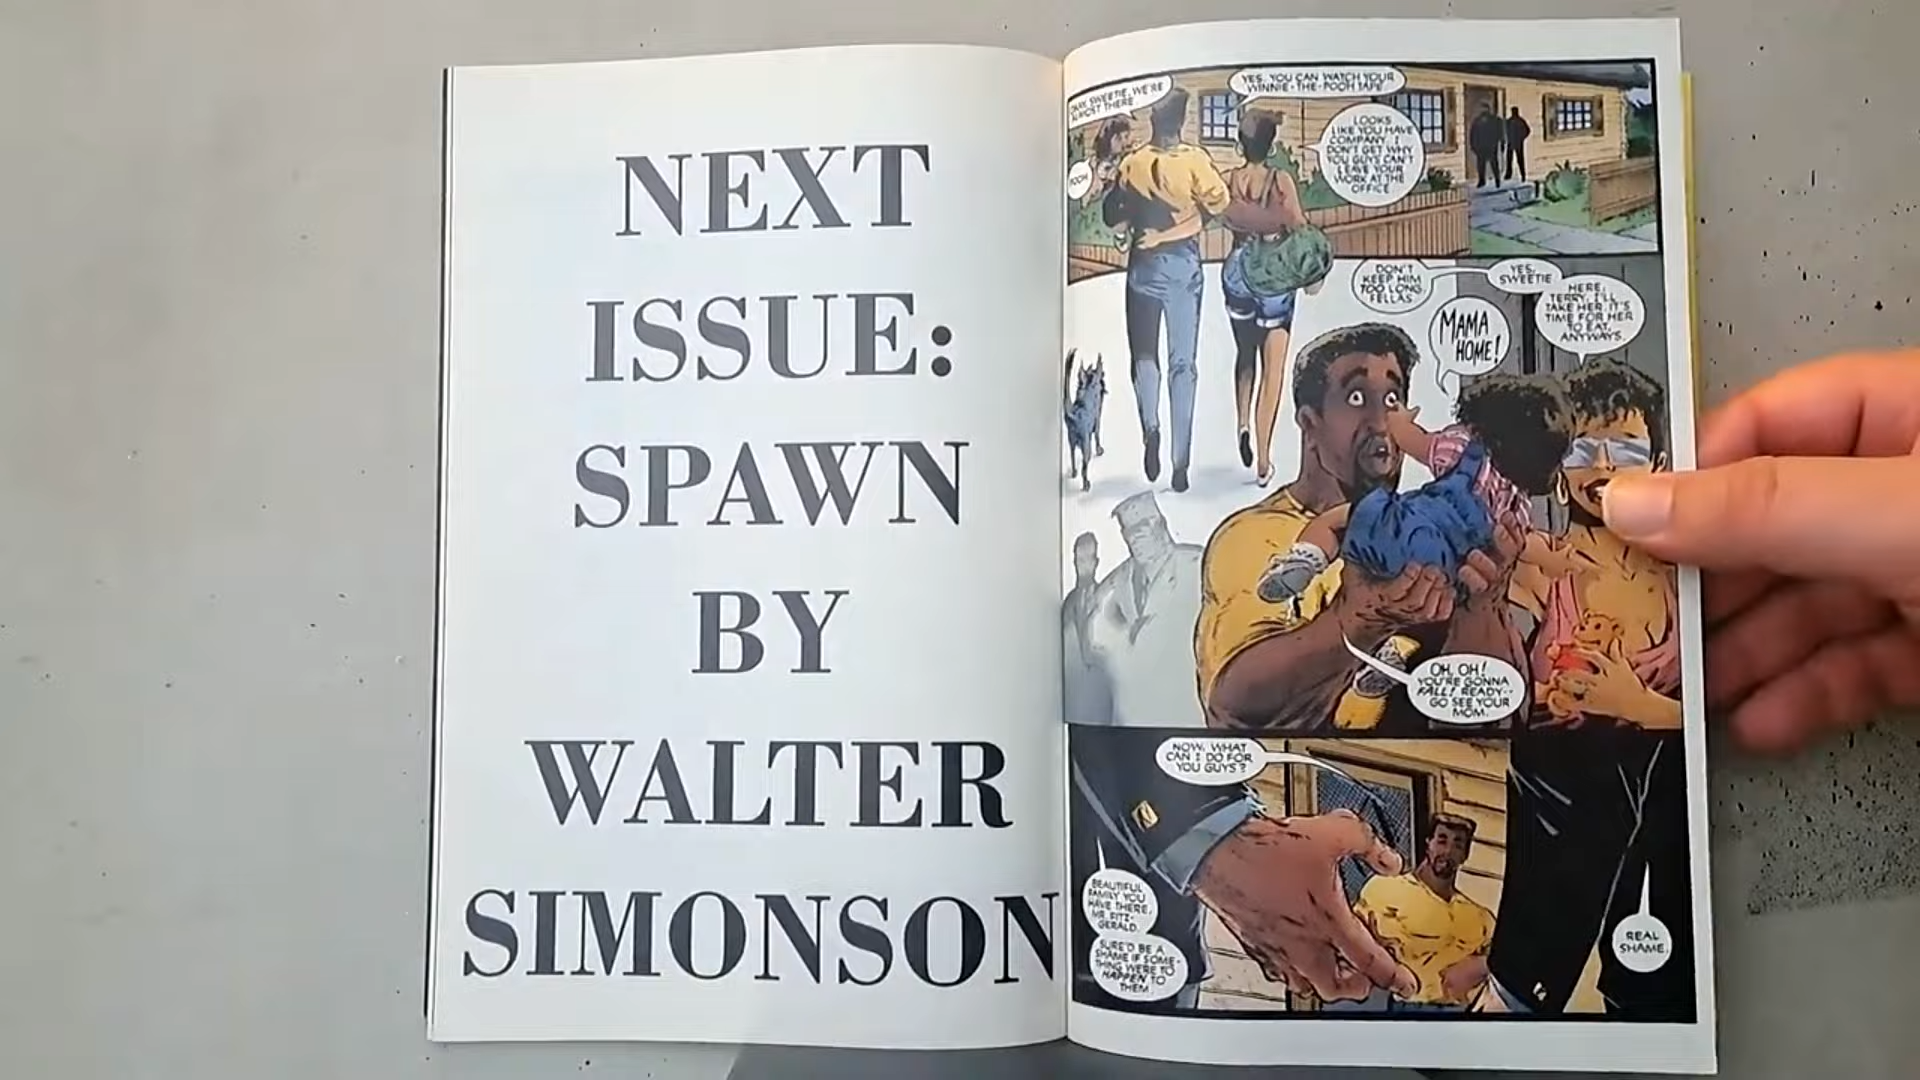 NEXT
ISSUE:
SPAWN
BY
WALTER
SIMONSON
OKAY, SWEETIE, WE'RE
ALMOST THERE.
POOH
YES, YOU CAN WATCH YOUR
WINNIE-THE-POOH TAPE.
LOOKS
LIKE YOU HAVE
COMPANY. I
DON'T GET WHY
YOU GUYS CAN'T
LEAVE YOUR
WORK AT THE
OFFICE.
DON'T
KEEP HIM
TOO LONG,
FELLAS.
YES,
SWEETIE.
MAMA
HOME!
HERE,
TERRY, I'LL
TAKE HER. IT'S
TIME FOR HER
TO EAT,
ANYWAYS.
OH, OH!
YOU'RE GONNA
FALL! READY--
GO SEE YOUR
MOM.
NOW, WHAT
CAN I DO FOR
YOU GUYS?
BEAUTIFUL
FAMILY YOU
HAVE THERE,
MR. FITZ-
GERALD.
SURE'D BE A
SHAME IF SOME-
THING WERE TO
HAPPEN TO
THEM.
REAL
SHAME.